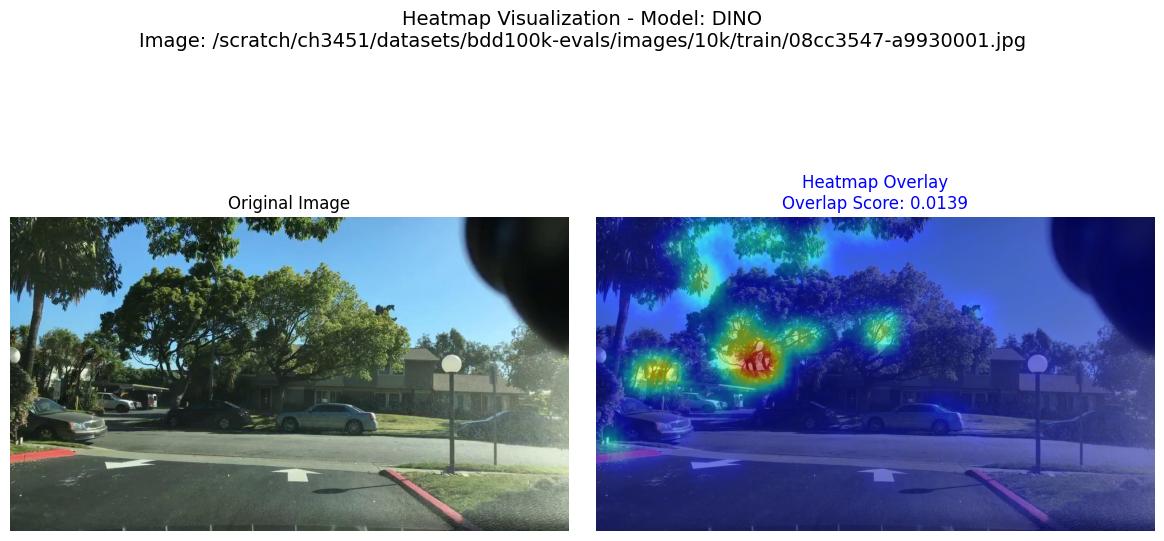 Heatmap Visualization - Model: DINO
Image: /scratch/ch3451/datasets/bdd100k-evals/images/10k/train/08cc3547-a9930001.jpg
Original Image
Heatmap Overlay
Overlap Score: 0.0139